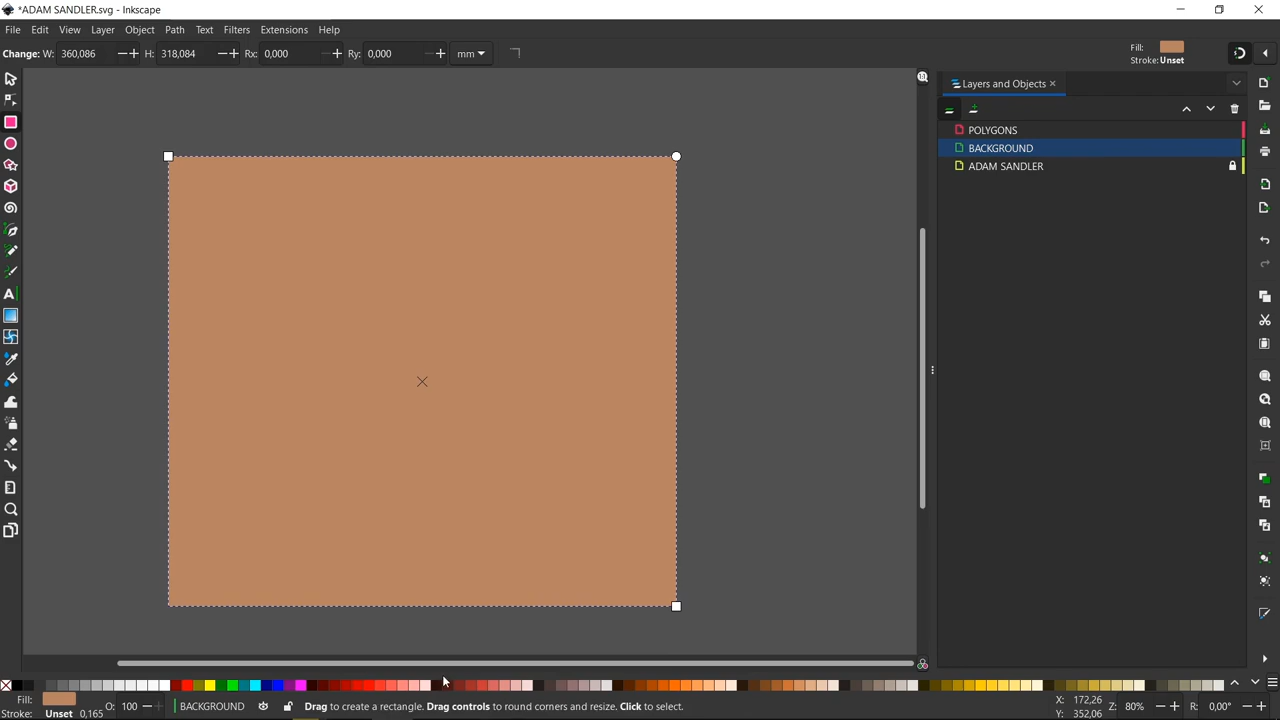 *ADAM SANDLER.svg - Inkscape
File Edit View Layer Object Path Text Filters Extensions Help
Change: W: 360,086 H: 318,084 Rx: 0,000 Ry: 0,000 mm
Fill:
Stroke: Unset
Layers and Objects
POLYGONS
BACKGROUND
ADAM SANDLER
Fill:
Stroke: Unset 0,165
O: 100
BACKGROUND
Drag to create a rectangle. Drag controls to round corners and resize. Click to select.
X: 172,26
Y: 352,06
Z: 80%
R: 0,00°